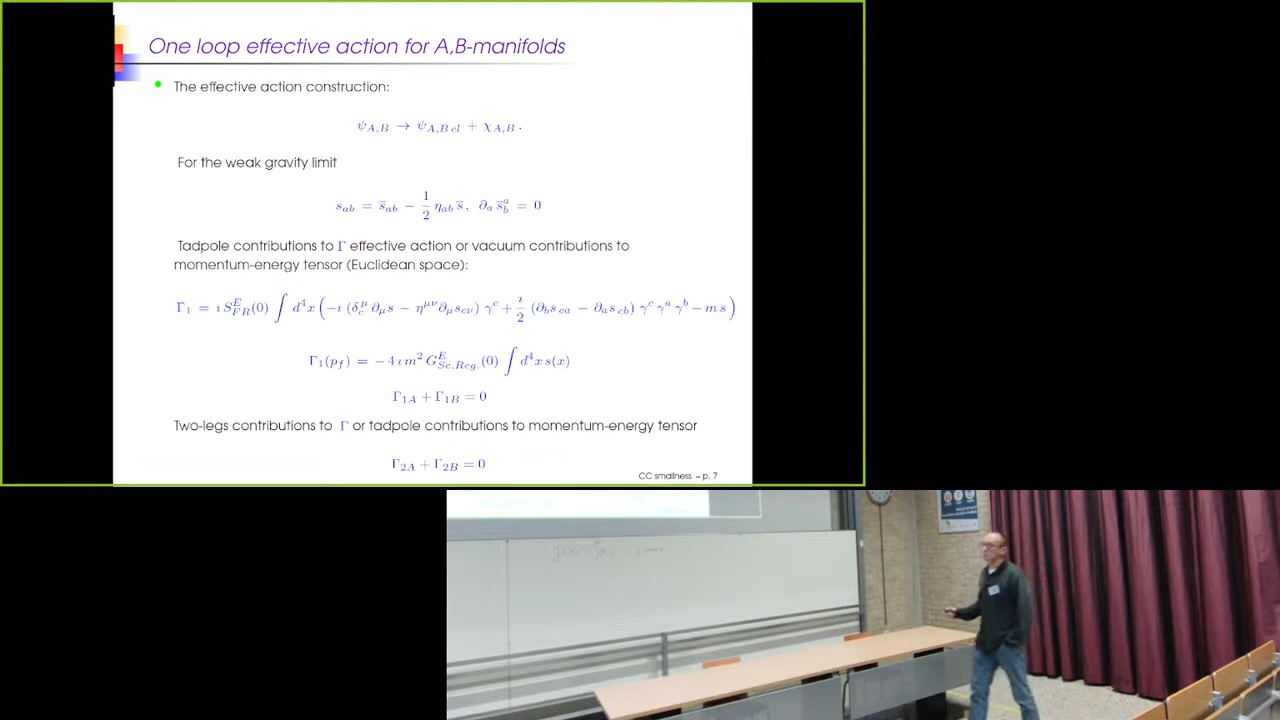 One loop effective action for A,B-manifolds
The effective action construction:
ψ_{A,B} → ψ_{A,B cl} + χ_{A,B} .
For the weak gravity limit
s_{ab} = s̅_{ab} − 1/2 η_{ab} s̅ , ∂_a s̅^a_b = 0
Tadpole contributions to Γ effective action or vacuum contributions to
momentum-energy tensor (Euclidean space):
Γ_1 = ı S^E_{FR}(0) ∫ d^4x (−ı (δ^μ_c ∂_μ s − η^{μν} ∂_μ s_{cν}) γ^c + ı/2 (∂_b s_{ca} − ∂_a s_{cb}) γ^c γ^a γ^b − m s)
Γ_1(p_f) = −4 ı m^2 G^E_{Sc.Reg.}(0) ∫ d^4x s(x)
Γ_{1A} + Γ_{1B} = 0
Two-legs contributions to Γ or tadpole contributions to momentum-energy tensor
Γ_{2A} + Γ_{2B} = 0
CC smallness – p. 7